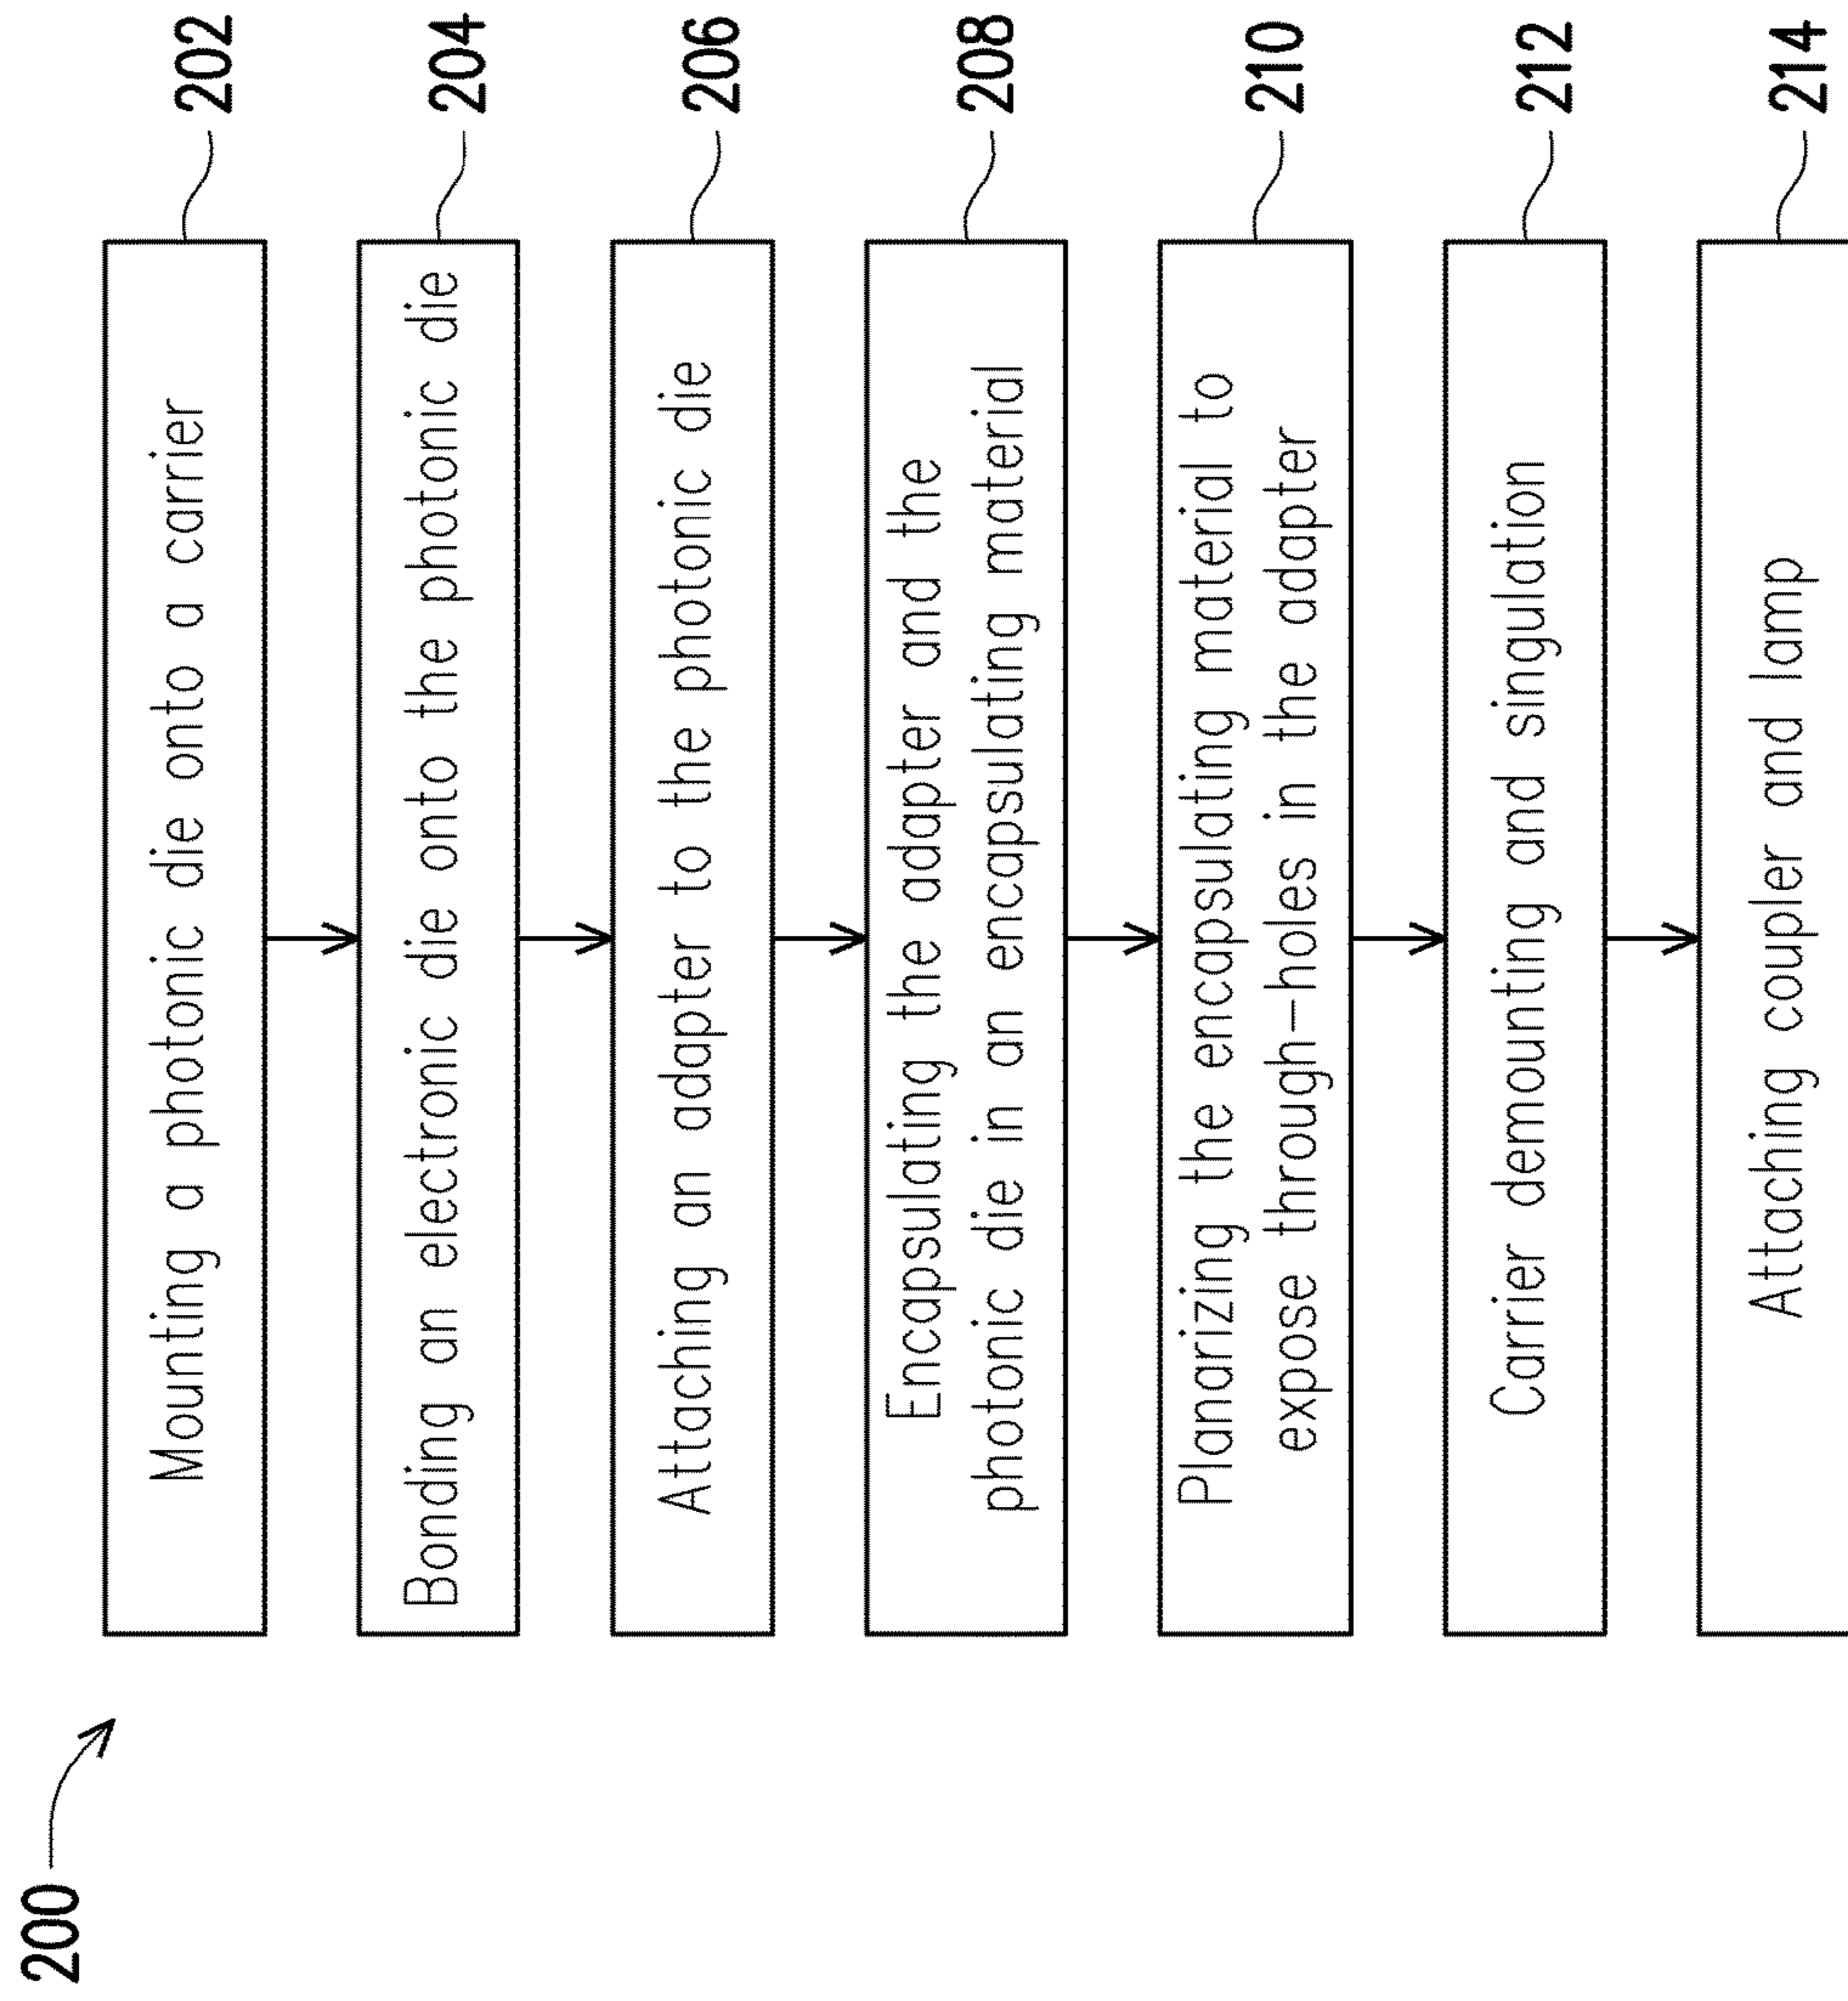 200
Mounting a photonic die onto a carrier
202
Bonding an electronic die onto the photonic die
204
Attaching an adapter to the photonic die
206
Encapsulating the adapter and the
photonic die in an encapsulating material
208
Planarizing the encapsulating material to
expose through-holes in the adapter
210
Carrier demounting and singulation
212
Attaching coupler and lamp
214